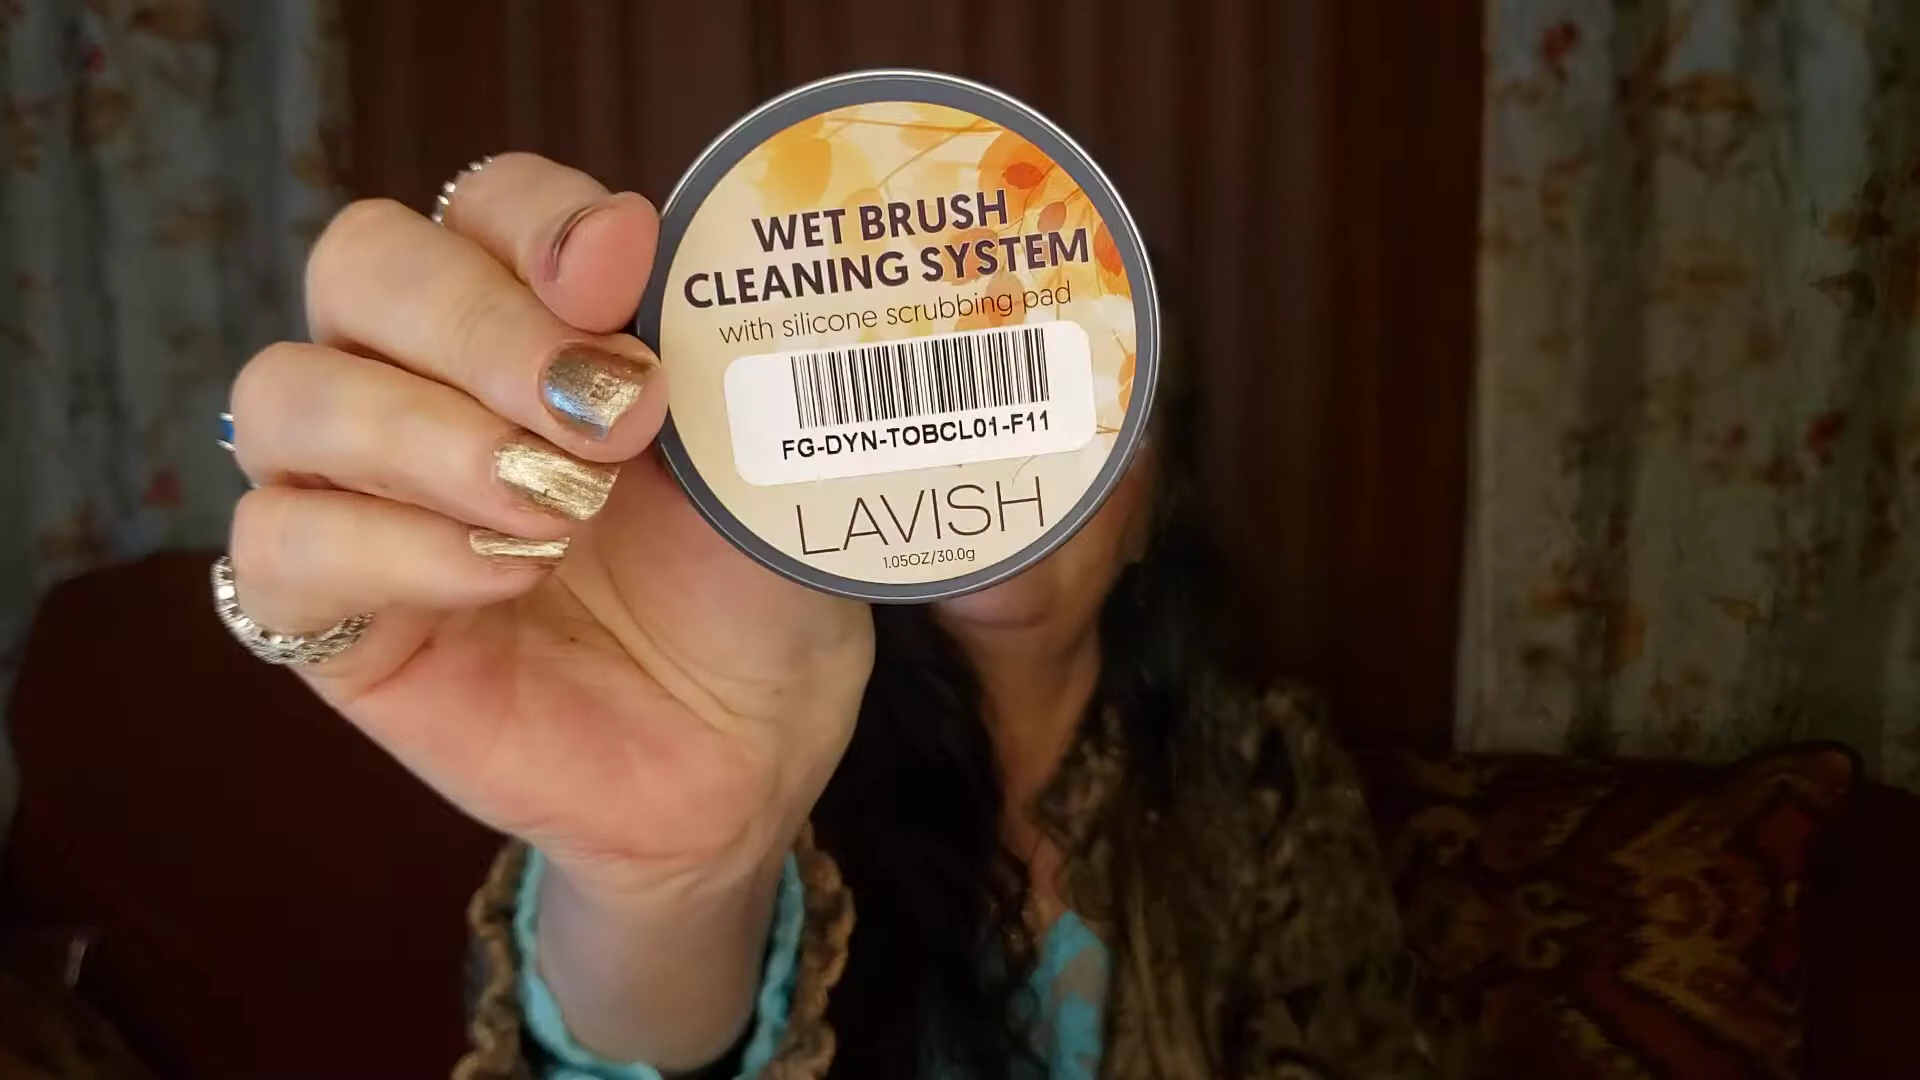 WET BRUSH
CLEANING SYSTEM
with silicone scrubbing pad
FG-DYN-TOBCL01-F11
LAVISH
1.05OZ/30.0g